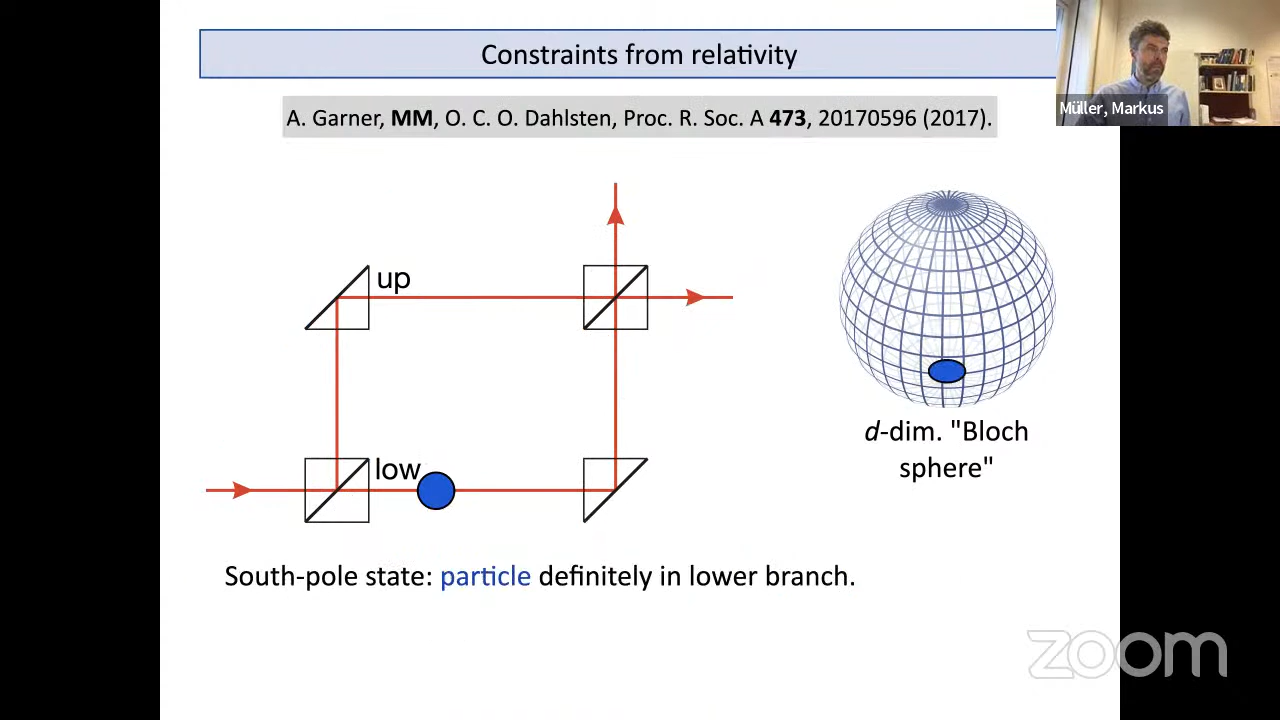 Constraints from relativity
A. Garner, MM, O. C. O. Dahlsten, Proc. R. Soc. A 473, 20170596 (2017).
Müller, Markus
up
low
d-dim. "Bloch
sphere"
South-pole state: particle definitely in lower branch.
zoom